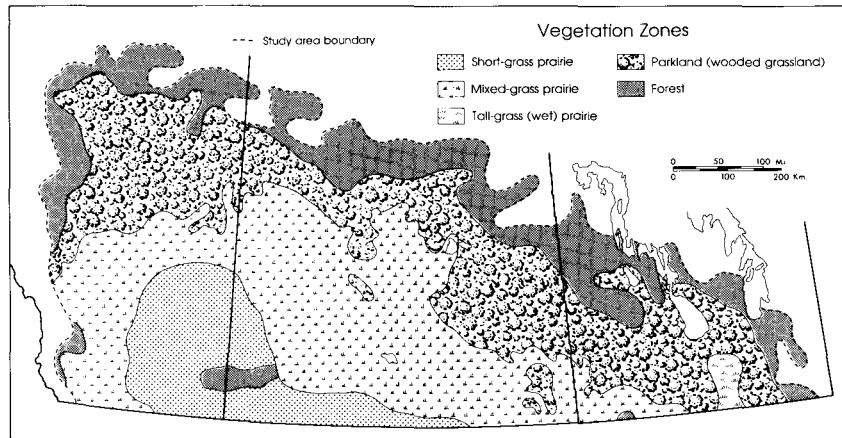 Vegetation Zones
Study area boundary
Short-grass prairie
Mixed-grass prairie
Tall-grass (wet) prairie
Parkland (wooded grassland)
Forest
0 50 100 Mi
0 100 200 Km.